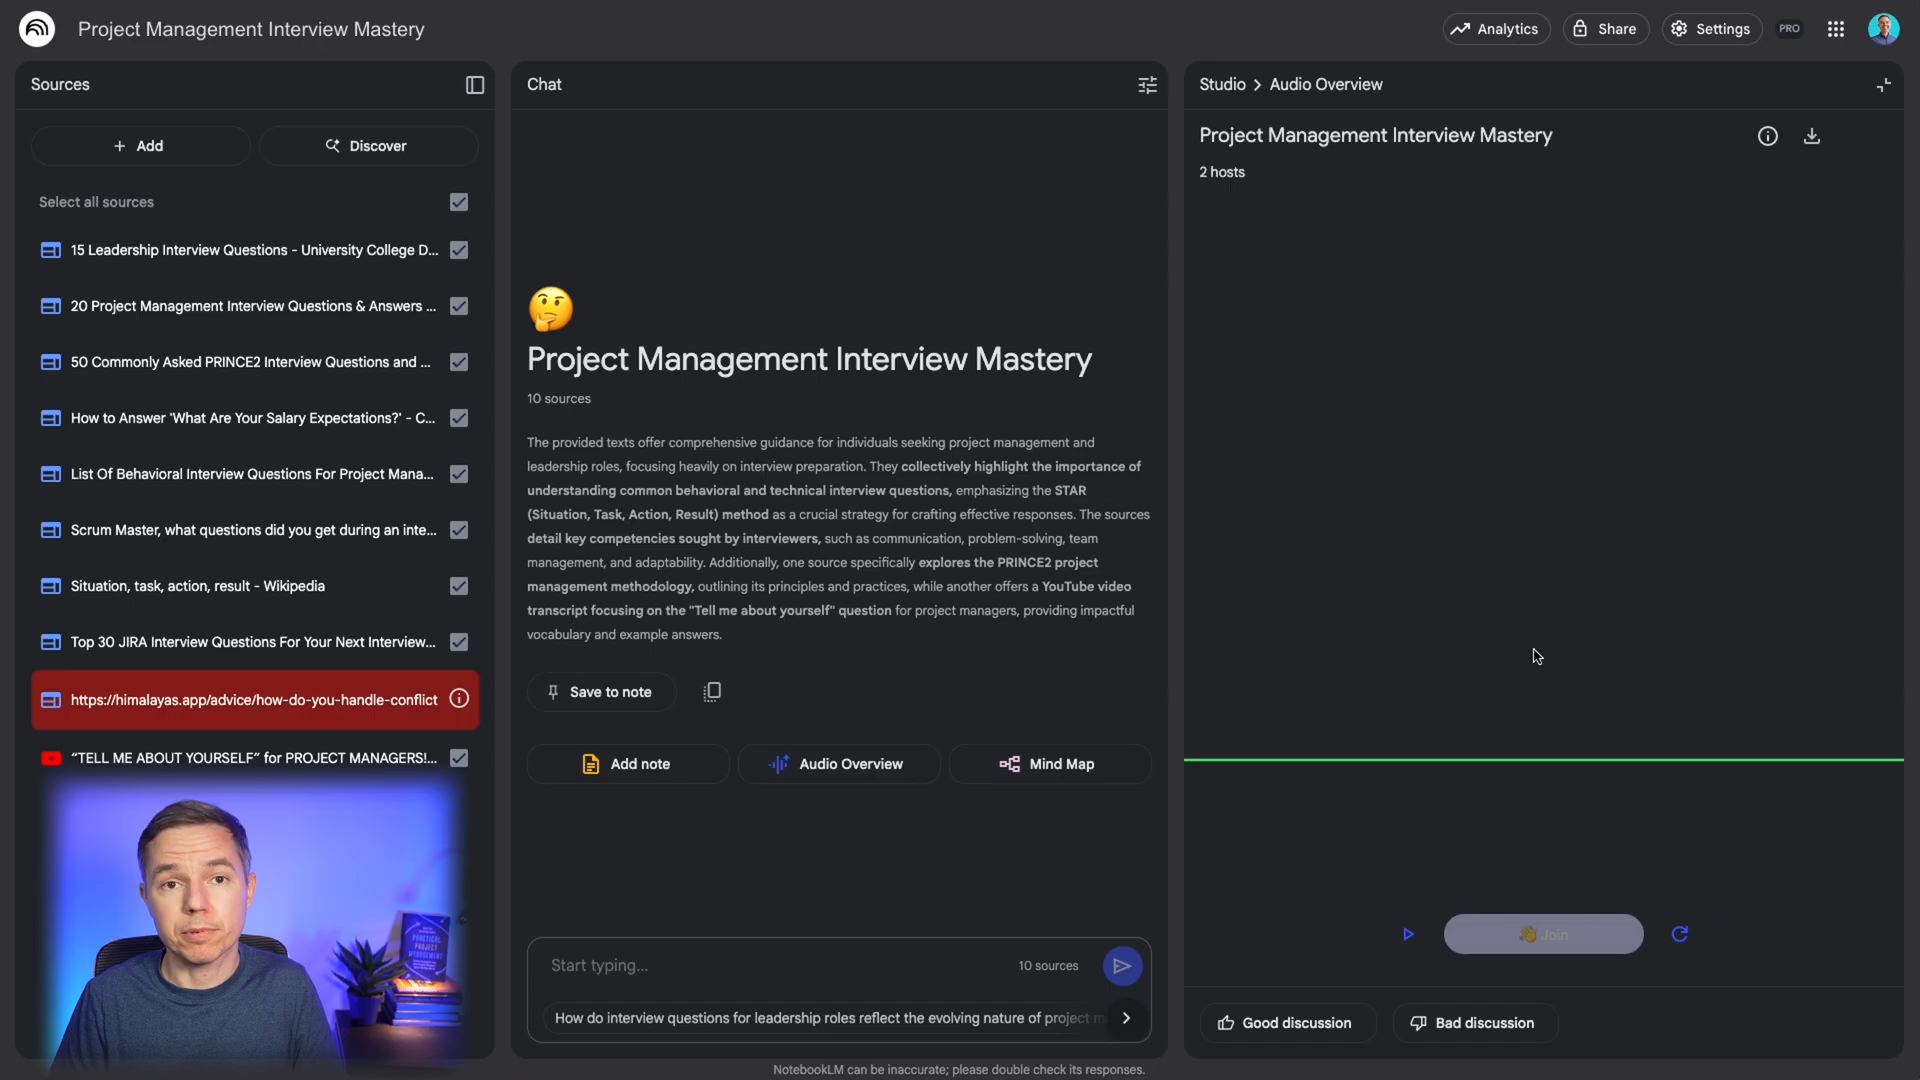 Project Management Interview Mastery
Analytics
Share
Settings
PRO
Sources
Add
Discover
Select all sources
15 Leadership Interview Questions - University College D...
20 Project Management Interview Questions & Answers ...
50 Commonly Asked PRINCE2 Interview Questions and ...
How to Answer 'What Are Your Salary Expectations?' - C...
List Of Behavioral Interview Questions For Project Mana...
Scrum Master, what questions did you get during an inte...
Situation, task, action, result - Wikipedia
Top 30 JIRA Interview Questions For Your Next Interview...
https://himalayas.app/advice/how-do-you-handle-conflict
“TELL ME ABOUT YOURSELF” for PROJECT MANAGERS!...
PRACTICAL
PROJECT
MANAGEMENT
Chat
🤔
Project Management Interview Mastery
10 sources
The provided texts offer comprehensive guidance for individuals seeking project management and
leadership roles, focusing heavily on interview preparation. They collectively highlight the importance of
understanding common behavioral and technical interview questions, emphasizing the STAR
(Situation, Task, Action, Result) method as a crucial strategy for crafting effective responses. The sources
detail key competencies sought by interviewers, such as communication, problem-solving, team
management, and adaptability. Additionally, one source specifically explores the PRINCE2 project
management methodology, outlining its principles and practices, while another offers a YouTube video
transcript focusing on the "Tell me about yourself" question for project managers, providing impactful
vocabulary and example answers.
Save to note
Add note
Audio Overview
Mind Map
Start typing...
10 sources
How do interview questions for leadership roles reflect the evolving nature of project m
Studio > Audio Overview
Project Management Interview Mastery
2 hosts
👋 Join
Good discussion
Bad discussion
NotebookLM can be inaccurate; please double check its responses.